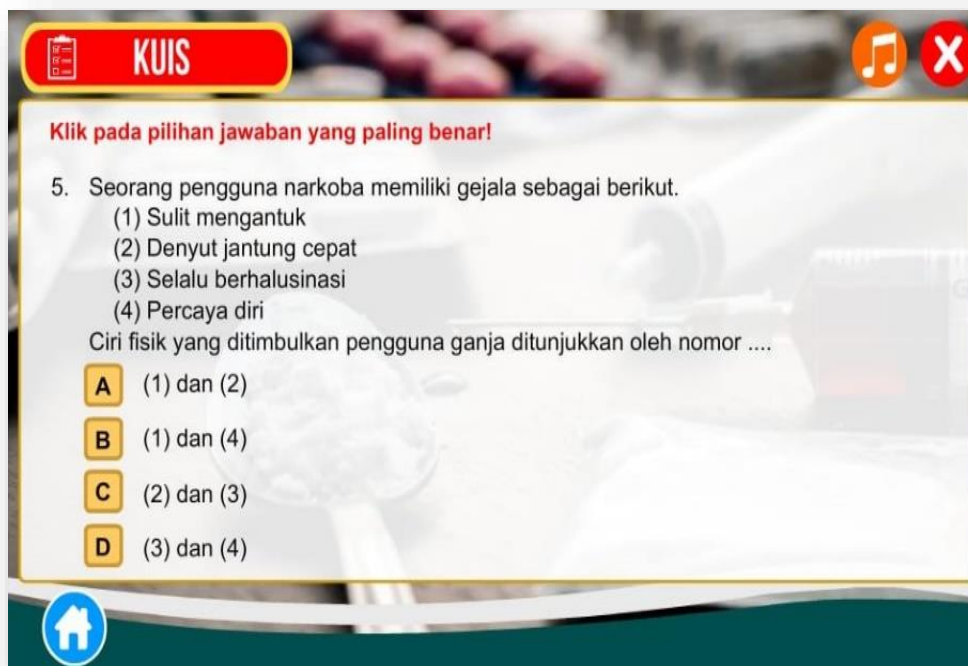 KUIS
X
Klik pada pilihan jawaban yang paling benar!
5. Seorang pengguna narkoba memiliki gejala sebagai berikut.
(1) Sulit mengantuk
(2) Denyut jantung cepat
(3) Selalu berhalusinasi
(4) Percaya diri
Ciri fisik yang ditimbulkan pengguna ganja ditunjukkan oleh nomor ....
A (1) dan (2)
B (1) dan (4)
C (2) dan (3)
D (3) dan (4)